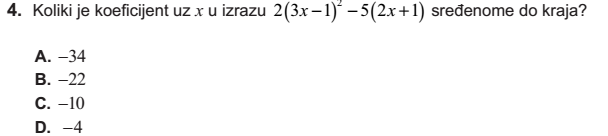 4. Koliki je koeficijent uz x u izrazu 2(3x−1)² −5(2x+1) sređenome do kraja?
A. −34
B. −22
C. −10
D. −4